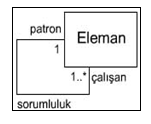 patron
Eleman
1
1..* çalışan
sorumluluk